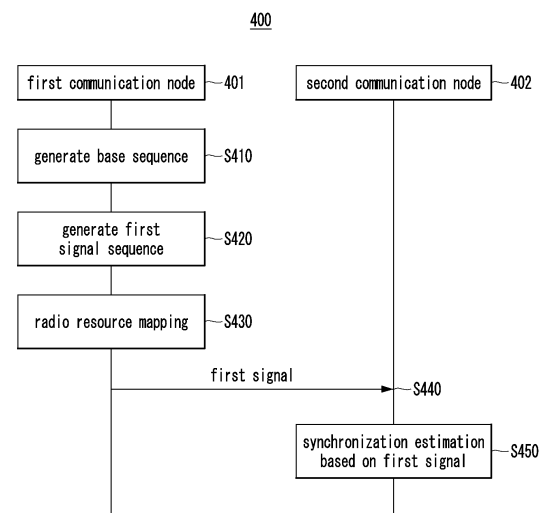 400
first communication node 401
second communication node 402
generate base sequence S410
generate first
signal sequence S420
radio resource mapping S430
first signal
S440
synchronization estimation
based on first signal S450